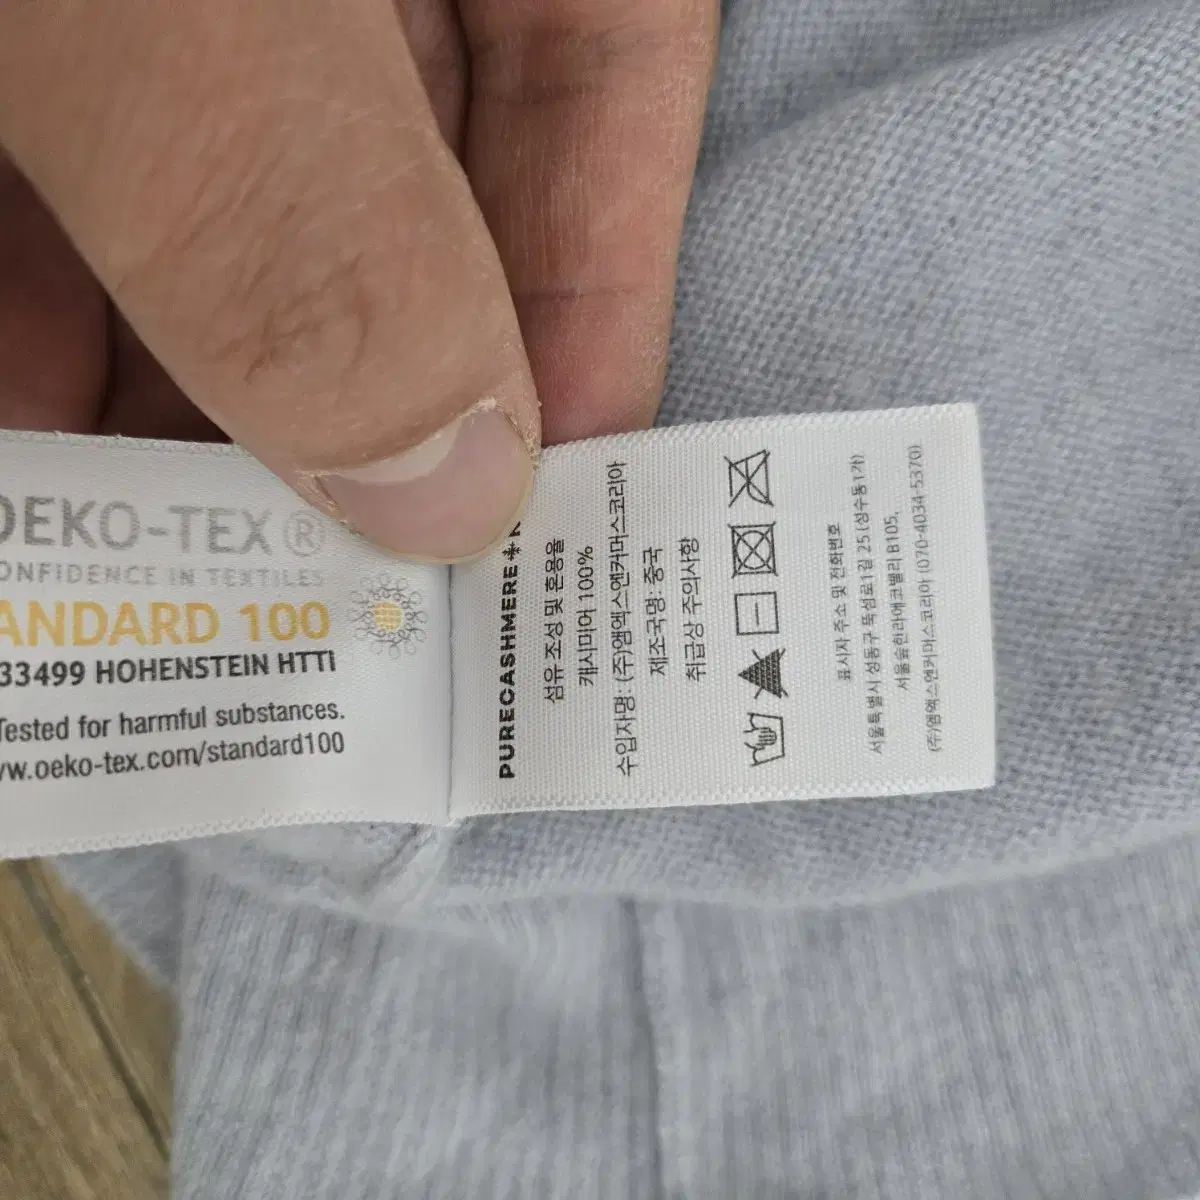 OEKO-TEX®
CONFIDENCE IN TEXTILES
STANDARD 100
33499 HOHENSTEIN HTTI
Tested for harmful substances.
www.oeko-tex.com/standard100
PURECASHMERE
섬유 조성 및 혼용율
캐시미어 100%
수입자명: (주)엠엑스앤커머스코리아
제조국명: 중국
취급상 주의사항
표시자 주소 및 전화번호
서울특별시 성동구 뚝섬로1길 25 (성수동1가)
서울숲한라에코밸리 B105,
(주)엠엑스앤커머스코리아 (070-4034-5370)